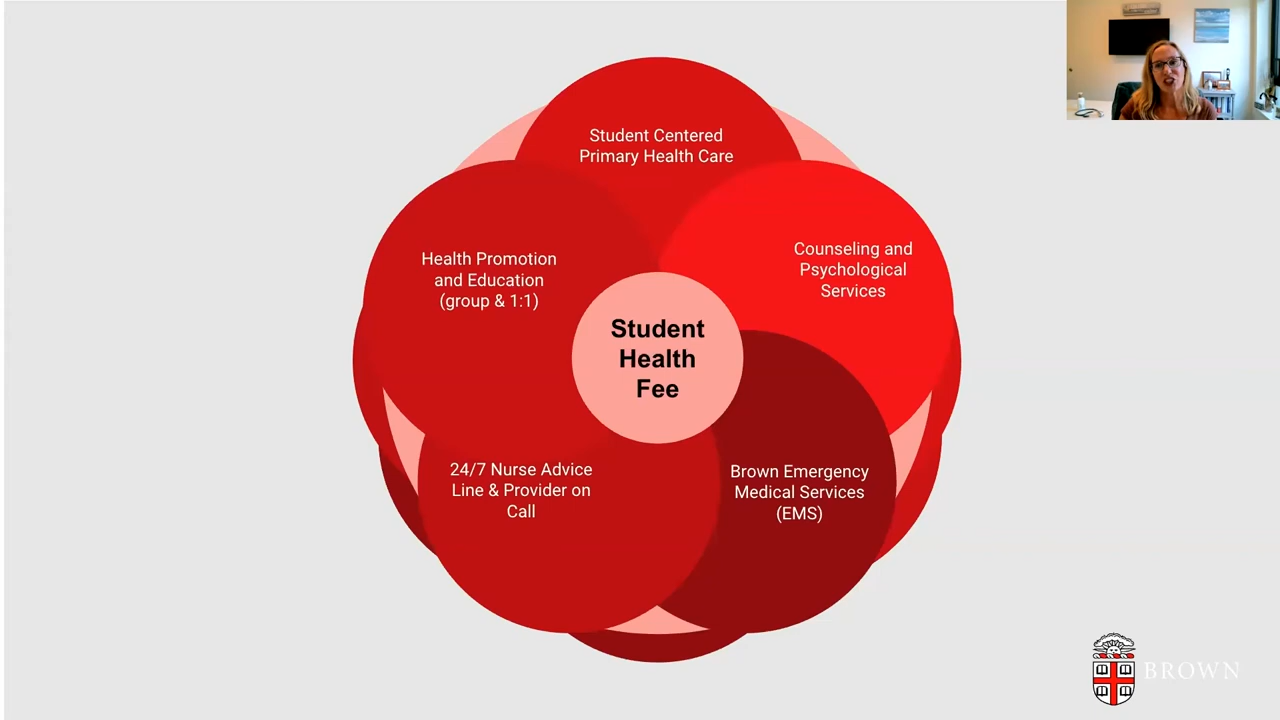 Student Centered
Primary Health Care
Counseling and
Psychological
Services
Health Promotion
and Education
(group & 1:1)
Student
Health
Fee
24/7 Nurse Advice
Line & Provider on
Call
Brown Emergency
Medical Services
(EMS)
BROWN